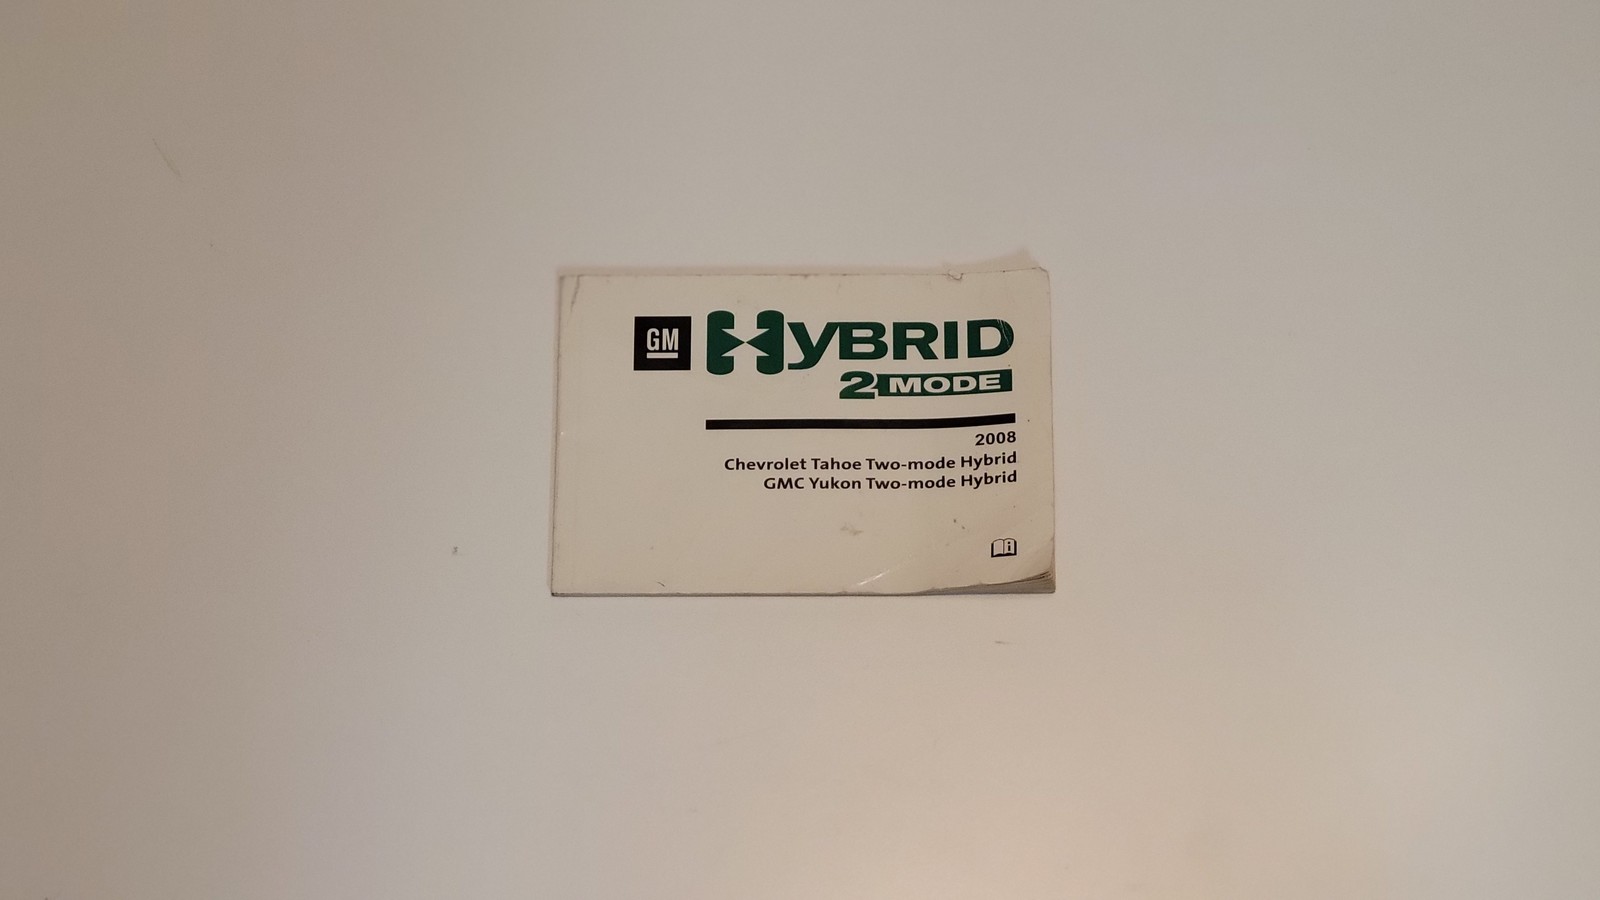 GM HYBRID
2 MODE
2008
Chevrolet Tahoe Two-mode Hybrid
GMC Yukon Two-mode Hybrid
i